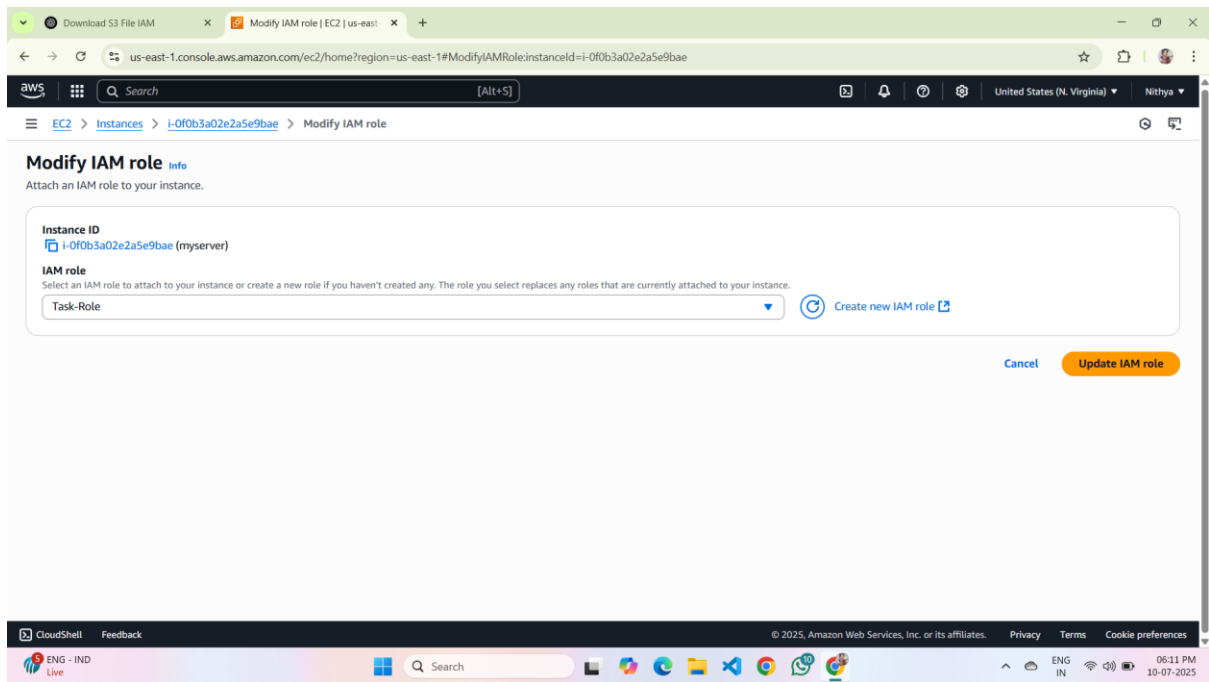 Download S3 File IAM
Modify IAM role | EC2 | us-east-
us-east-1.console.aws.amazon.com/ec2/home?region=us-east-1#ModifyIAMRole:instanceId=i-0f0b3a02e2a5e9bae
aws
Search
[Alt+S]
United States (N. Virginia)
Nithya
EC2 > Instances > i-0f0b3a02e2a5e9bae > Modify IAM role
Modify IAM role Info
Attach an IAM role to your instance.
Instance ID
i-0f0b3a02e2a5e9bae (myserver)
IAM role
Select an IAM role to attach to your instance or create a new role if you haven't created any. The role you select replaces any roles that are currently attached to your instance.
Task-Role
Create new IAM role
Cancel
Update IAM role
CloudShell Feedback
© 2025, Amazon Web Services, Inc. or its affiliates. Privacy Terms Cookie preferences
5
ENG - IND
Live
Search
10
ENG
IN
06:11 PM
10-07-2025